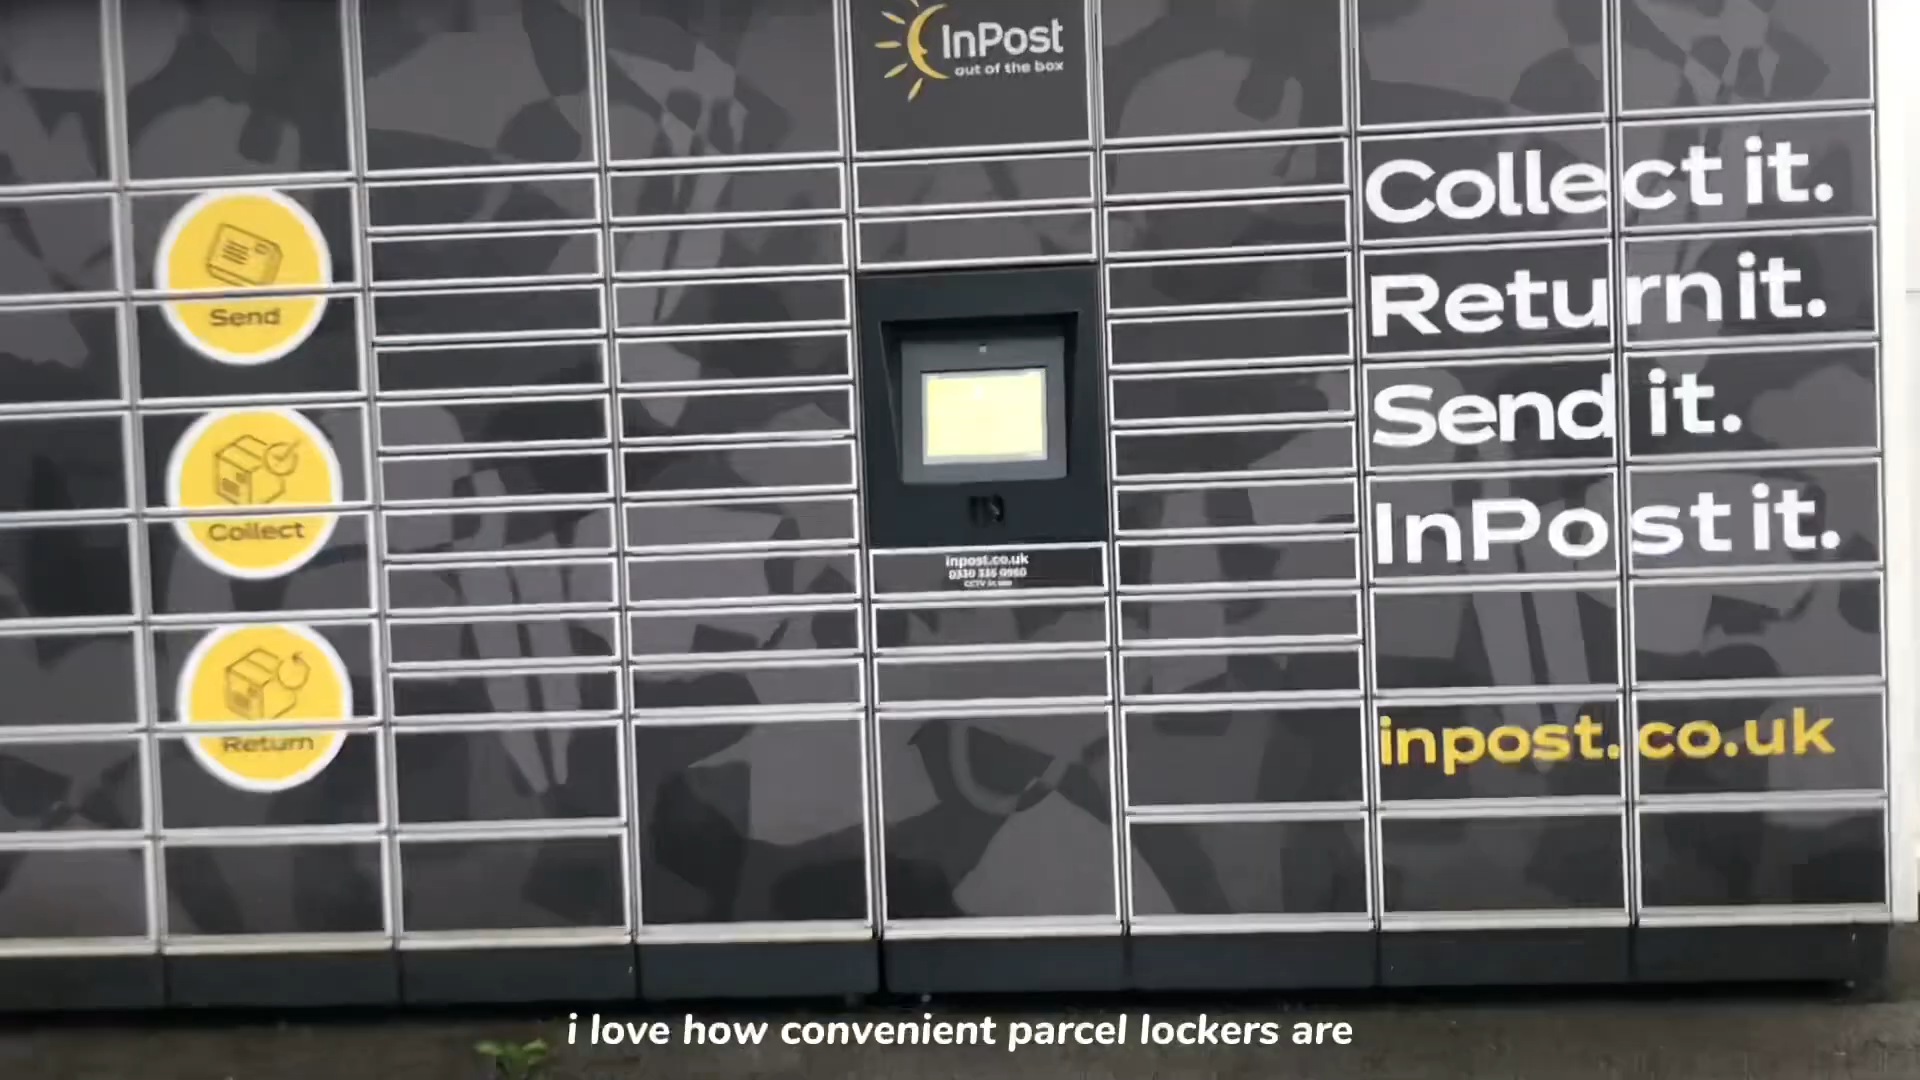 InPost
out of the box
Send
Collect
Return
Collect it.
Return it.
Send it.
InPost it.
inpost.co.uk
inpost.co.uk
i love how convenient parcel lockers are